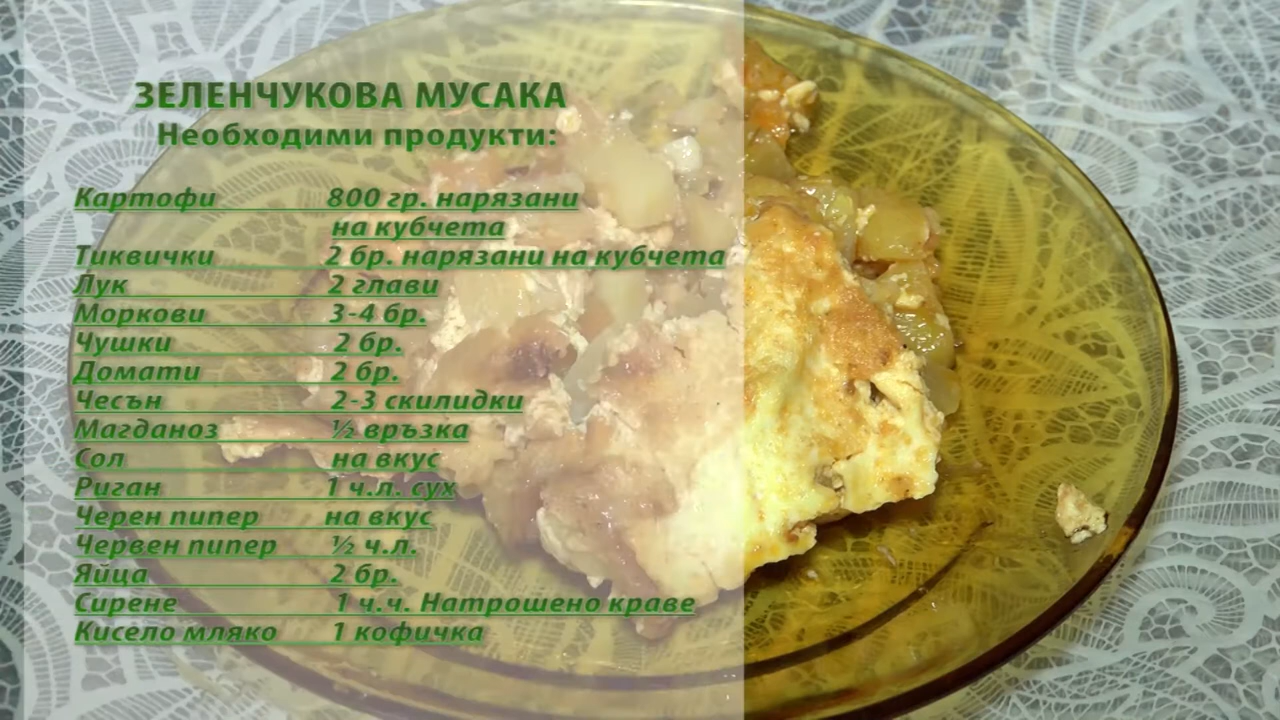 ЗЕЛЕНЧУКОВА МУСАКА
Необходими продукти:
Картофи 800 гр. нарязани
на кубчета
Тиквички 2 бр. нарязани на кубчета
Лук 2 глави
Моркови 3-4 бр.
Чушки 2 бр.
Домати 2 бр.
Чесън 2-3 скилидки
Магданоз ½ връзка
Сол на вкус
Риган 1 ч.л. сух
Черен пипер на вкус
Червен пипер ½ ч.л.
Яйца 2 бр.
Сирене 1 ч.ч. Натрошено краве
Кисело мляко 1 кофичка